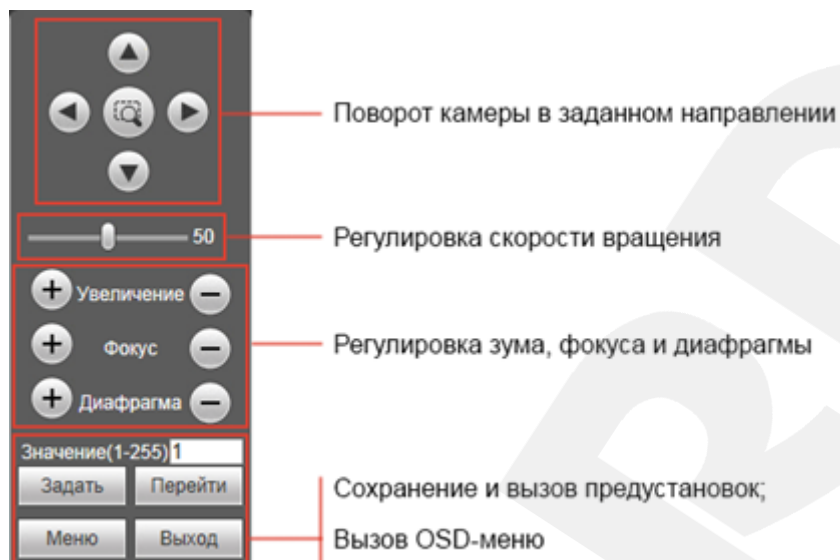 Поворот камеры в заданном направлении
50
Регулировка скорости вращения
Увеличение
Фокус
Диафрагма
Регулировка зума, фокуса и диафрагмы
Значение(1-255) 1
Задать Перейти
Сохранение и вызов предустановок;
Меню Выход
Вызов OSD-меню